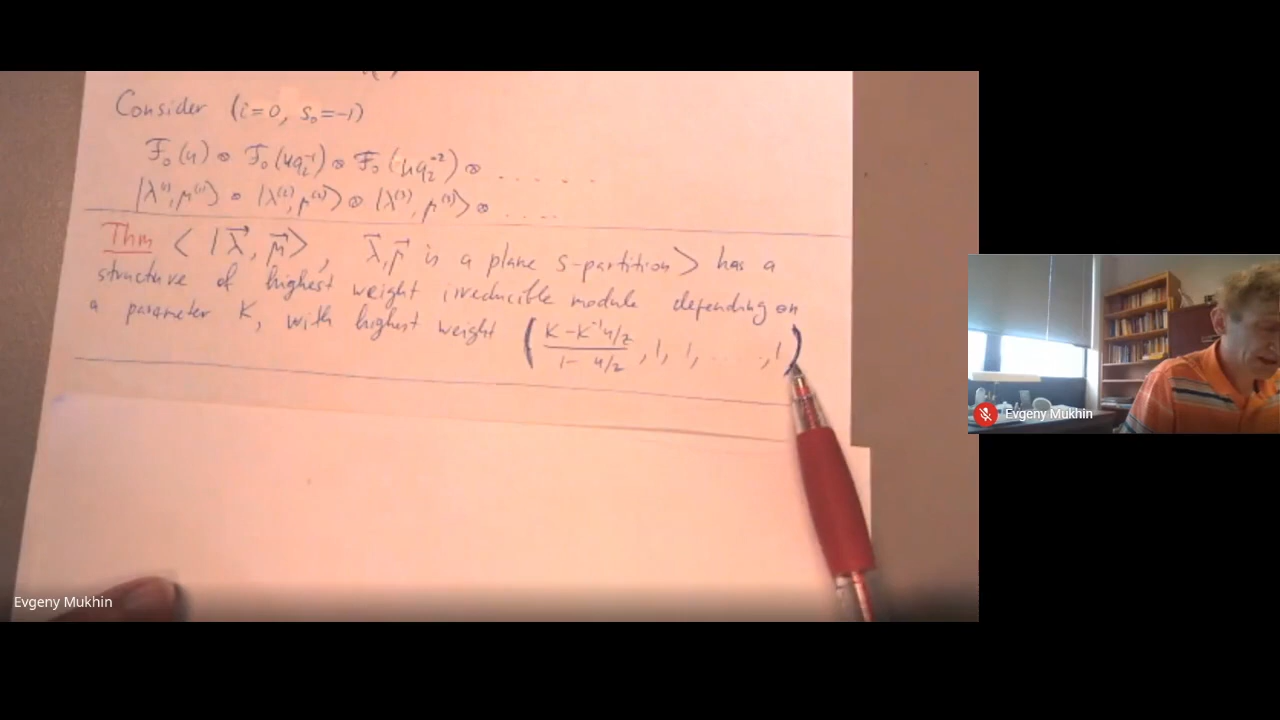 Consider (i=0, s₀=-1)
F₀(u) ⊗ F₀(uq₂⁻¹) ⊗ F₀(uq₂⁻²) ⊗ ......
|λ⁽¹⁾, μ⁽¹⁾⟩ ⊗ |λ⁽²⁾, μ⁽²⁾⟩ ⊗ |λ⁽³⁾, μ⁽³⁾⟩ ⊗ ....
Thm < |λ⃗, μ⃗⟩, λ⃗, μ⃗ is a plane s-partition > has a
structure of highest weight irreducible module depending on
a parameter K, with highest weight ( (K - K⁻¹u/z)/(1 - u/z), 1, 1, ... , 1 )
Evgeny Mukhin
Evgeny Mukhin